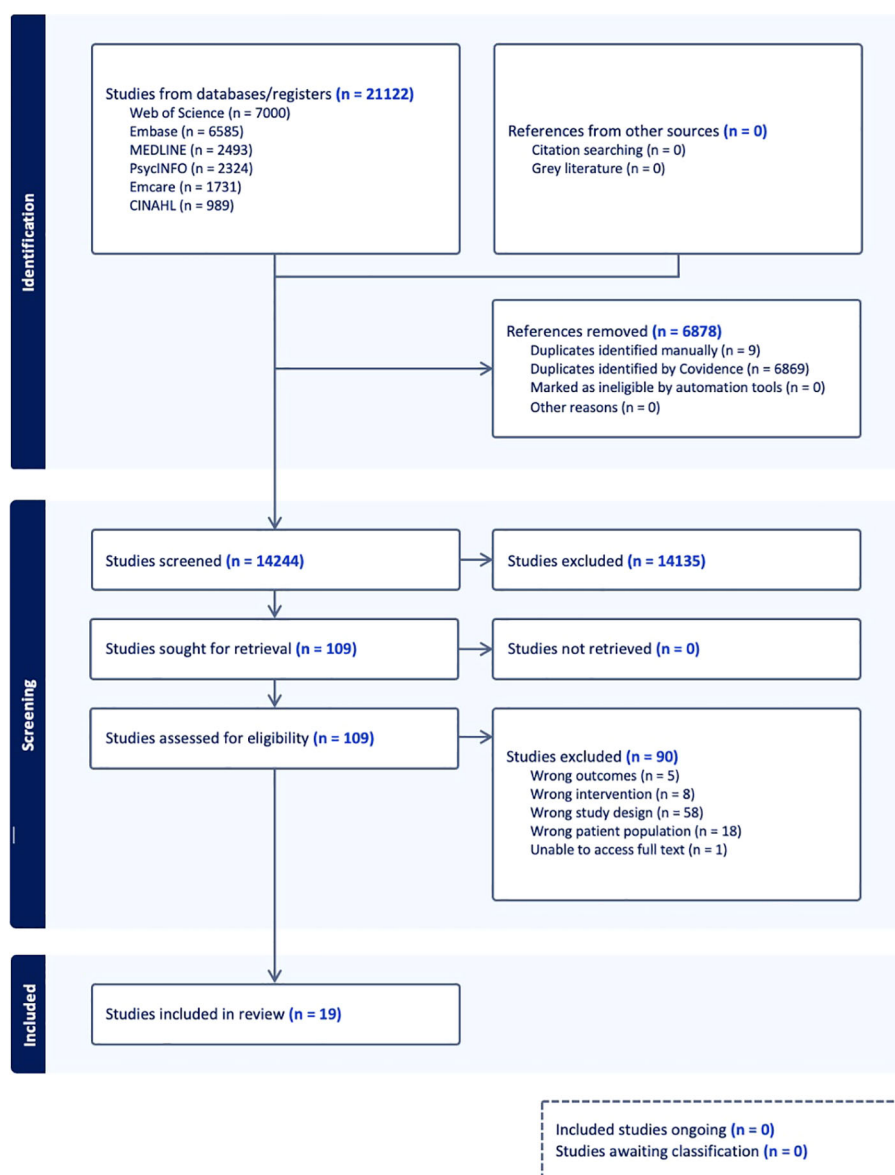 Identification
Studies from databases/registers (n = 21122)
Web of Science (n = 7000)
Embase (n = 6585)
MEDLINE (n = 2493)
PsycINFO (n = 2324)
Emcare (n = 1731)
CINAHL (n = 989)
References from other sources (n = 0)
Citation searching (n = 0)
Grey literature (n = 0)
References removed (n = 6878)
Duplicates identified manually (n = 9)
Duplicates identified by Covidence (n = 6869)
Marked as ineligible by automation tools (n = 0)
Other reasons (n = 0)
Screening
Studies screened (n = 14244)
Studies excluded (n = 14135)
Studies sought for retrieval (n = 109)
Studies not retrieved (n = 0)
Studies assessed for eligibility (n = 109)
Studies excluded (n = 90)
Wrong outcomes (n = 5)
Wrong intervention (n = 8)
Wrong study design (n = 58)
Wrong patient population (n = 18)
Unable to access full text (n = 1)
Included
Studies included in review (n = 19)
Included studies ongoing (n = 0)
Studies awaiting classification (n = 0)